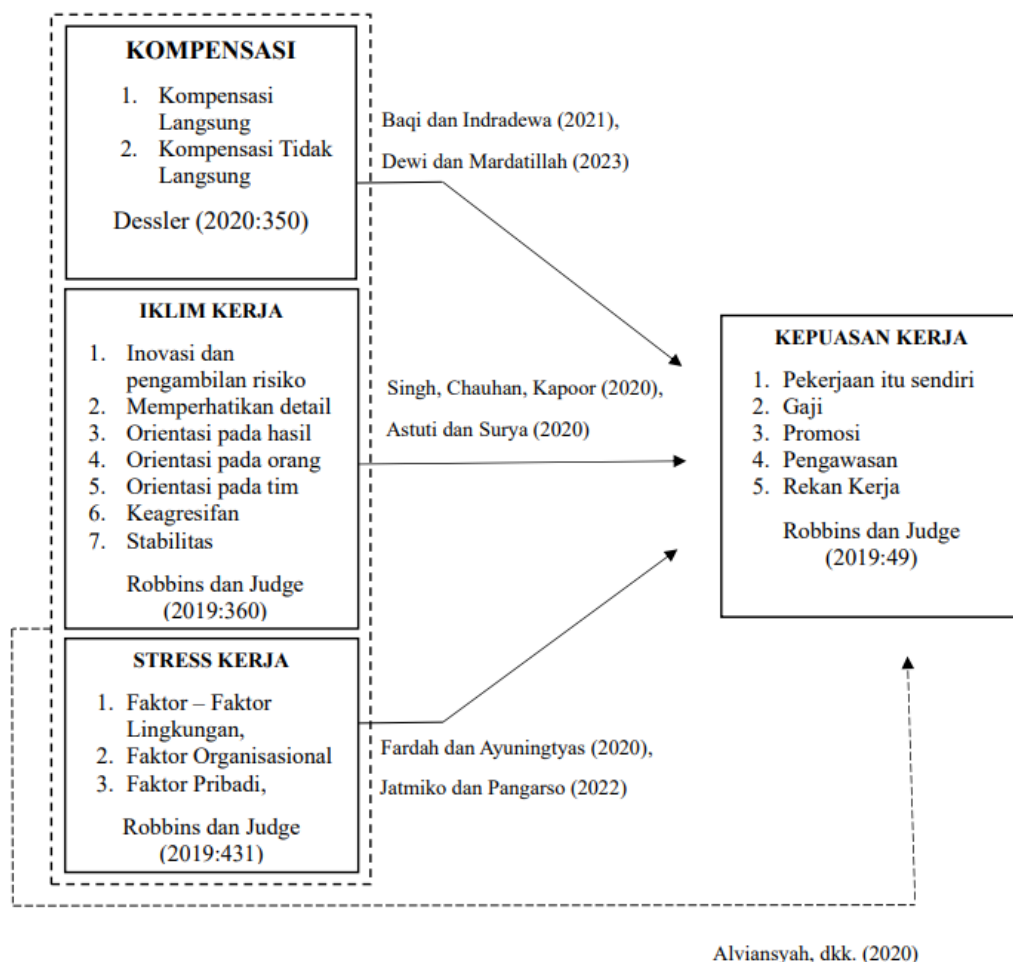 KOMPENSASI
1. Kompensasi
Langsung
2. Kompensasi Tidak
Langsung
Dessler (2020:350)
Baqi dan Indradewa (2021),
Dewi dan Mardatillah (2023)
IKLIM KERJA
1. Inovasi dan
pengambilan risiko
2. Memperhatikan detail
3. Orientasi pada hasil
4. Orientasi pada orang
5. Orientasi pada tim
6. Keagresifan
7. Stabilitas
Robbins dan Judge
(2019:360)
Singh, Chauhan, Kapoor (2020),
Astuti dan Surya (2020)
STRESS KERJA
1. Faktor – Faktor
Lingkungan,
2. Faktor Organisasional
3. Faktor Pribadi,
Robbins dan Judge
(2019:431)
Fardah dan Ayuningtyas (2020),
Jatmiko dan Pangarso (2022)
KEPUASAN KERJA
1. Pekerjaan itu sendiri
2. Gaji
3. Promosi
4. Pengawasan
5. Rekan Kerja
Robbins dan Judge
(2019:49)
Alviansyah, dkk. (2020)